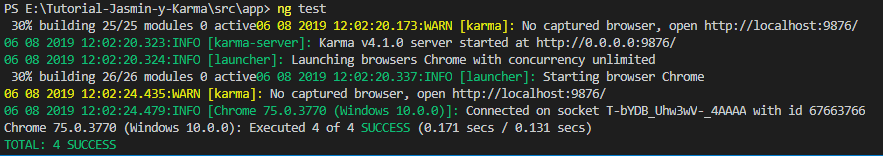 PS E:\Tutorial-Jasmin-y-Karma\src\app> ng test
30% building 25/25 modules 0 active06 08 2019 12:02:20.173:WARN [karma]: No captured browser, open http://localhost:9876/
06 08 2019 12:02:20.323:INFO [karma-server]: Karma v4.1.0 server started at http://0.0.0.0:9876/
06 08 2019 12:02:20.324:INFO [launcher]: Launching browsers Chrome with concurrency unlimited
30% building 26/26 modules 0 active06 08 2019 12:02:20.337:INFO [launcher]: Starting browser Chrome
06 08 2019 12:02:24.435:WARN [karma]: No captured browser, open http://localhost:9876/
06 08 2019 12:02:24.479:INFO [Chrome 75.0.3770 (Windows 10.0.0)]: Connected on socket T-bYDB_Uhw3wV-_4AAAA with id 67663766
Chrome 75.0.3770 (Windows 10.0.0): Executed 4 of 4 SUCCESS (0.171 secs / 0.131 secs)
TOTAL: 4 SUCCESS